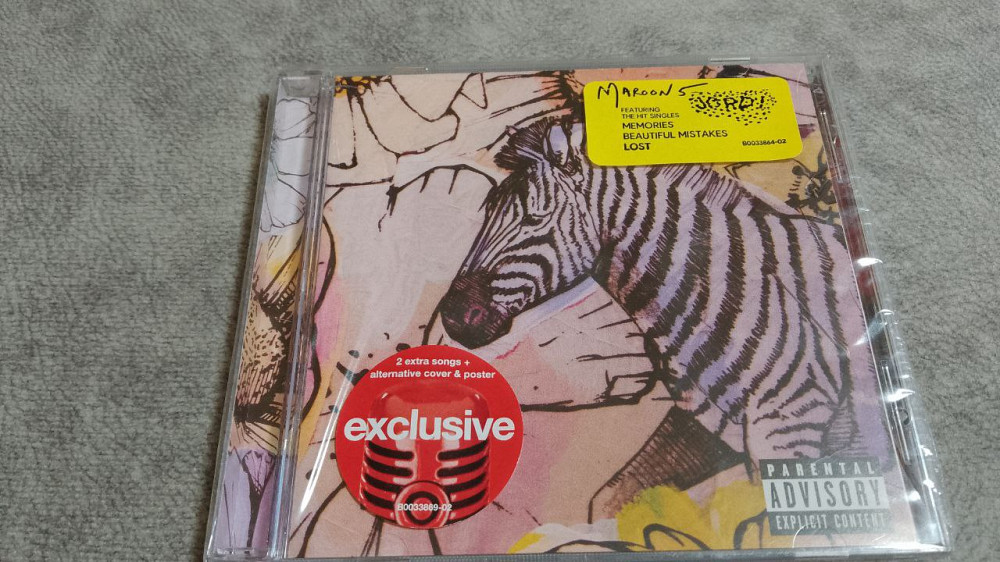 MAROON 5 JORDI
FEATURING
THE HIT SINGLES
MEMORIES
BEAUTIFUL MISTAKES
LOST
B0033864-02
2 extra songs +
alternative cover & poster
exclusive
B0033869-02
PARENTAL
ADVISORY
EXPLICIT CONTENT